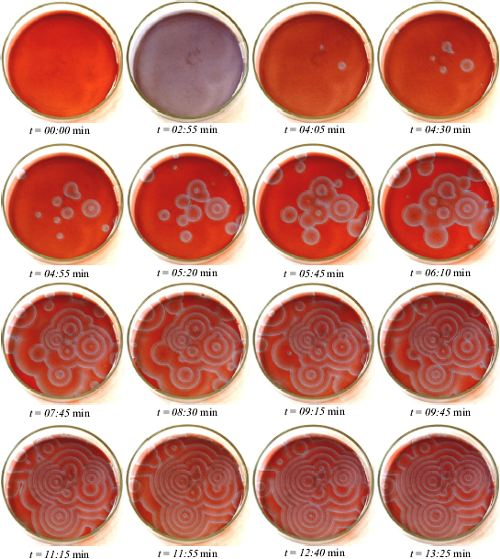 t = 00:00 min
t = 02:55 min
t = 04:05 min
t = 04:30 min
t = 04:55 min
t = 05:20 min
t = 05:45 min
t = 06:10 min
t = 07:45 min
t = 08:30 min
t = 09:15 min
t = 09:45 min
t = 11:15 min
t = 11:55 min
t = 12:40 min
t = 13:25 min